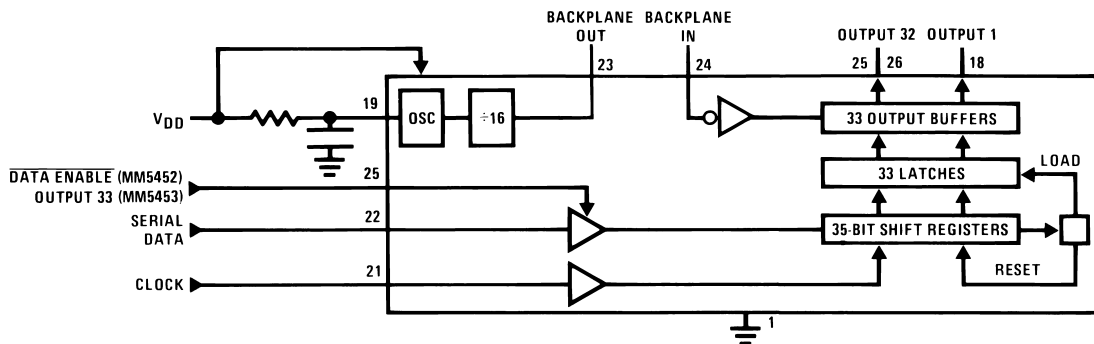 BACKPLANE
OUT
BACKPLANE
IN
OUTPUT 32
OUTPUT 1
23
24
25
26
18
19
OSC
÷16
VDD
33 OUTPUT BUFFERS
LOAD
33 LATCHES
DATA ENABLE (MM5452)
OUTPUT 33 (MM5453)
25
SERIAL
DATA
22
35-BIT SHIFT REGISTERS
RESET
CLOCK
21
1